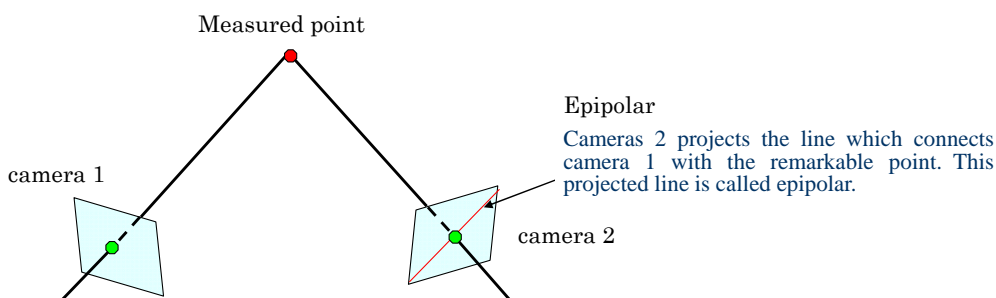 Measured point
Epipolar
Cameras 2 projects the line which connects
camera 1 with the remarkable point. This
projected line is called epipolar.
camera 1
camera 2